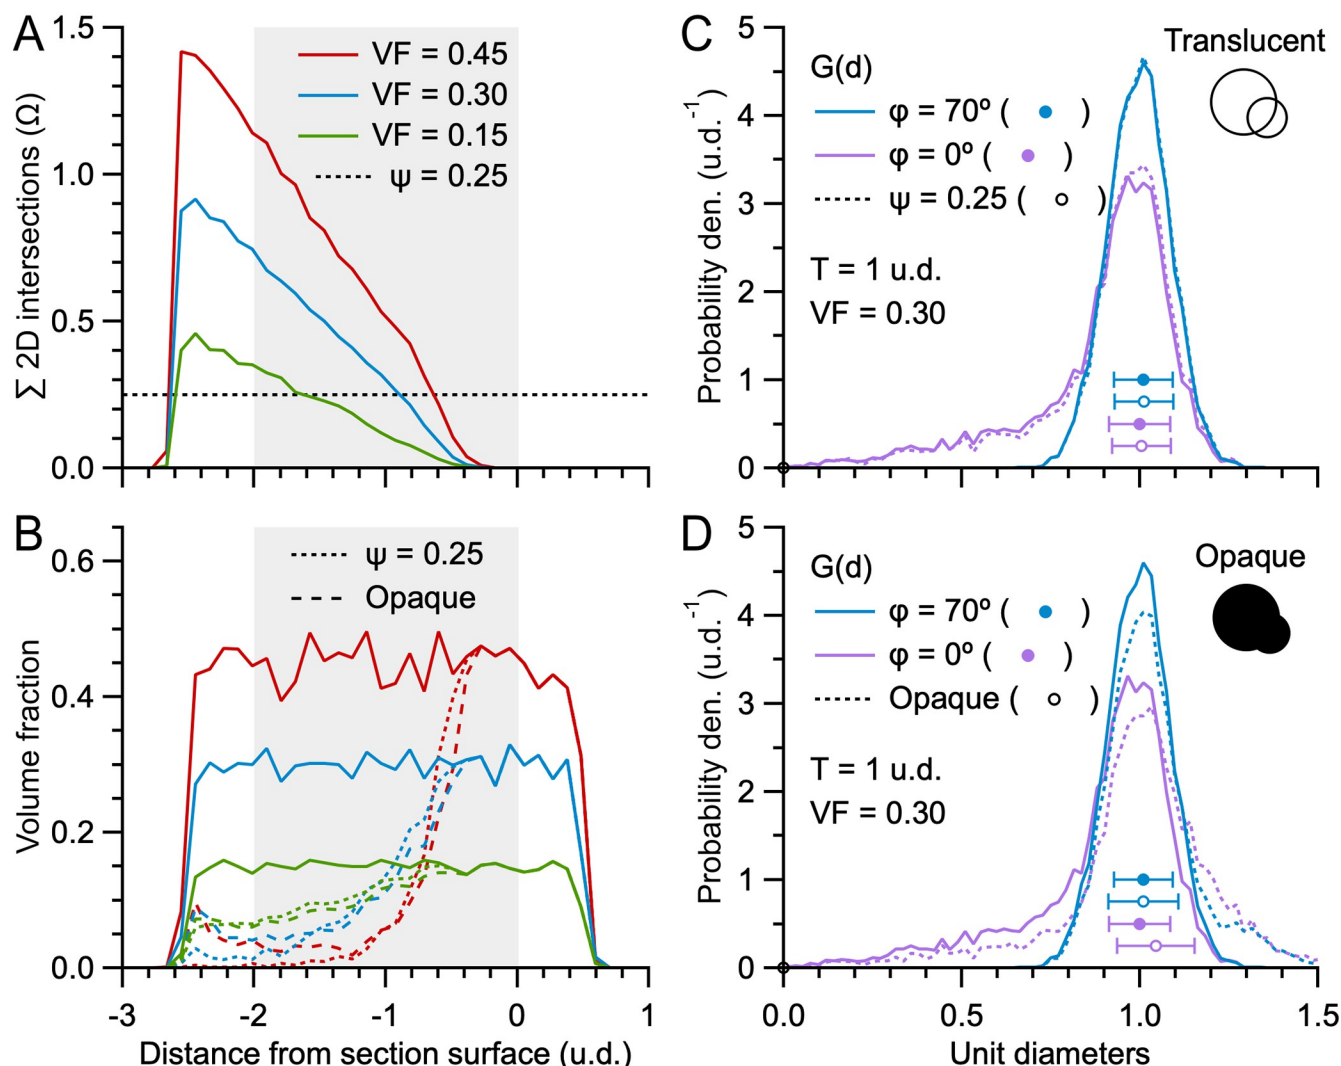 A
1.5
1.0
0.5
0.0
Σ 2D intersections (Ω)
VF = 0.45
VF = 0.30
VF = 0.15
ψ = 0.25
B
0.6
0.4
0.2
0.0
Volume fraction
ψ = 0.25
Opaque
-3 -2 -1 0 1
Distance from section surface (u.d.)
C
5
4
3
2
1
0
Probability den. (u.d.⁻¹)
Translucent
G(d)
φ = 70º ( )
φ = 0º ( )
ψ = 0.25 ( )
T = 1 u.d.
VF = 0.30
D
5
4
3
2
1
0
Probability den. (u.d.⁻¹)
Opaque
G(d)
φ = 70º ( )
φ = 0º ( )
Opaque ( )
T = 1 u.d.
VF = 0.30
0.0 0.5 1.0 1.5
Unit diameters